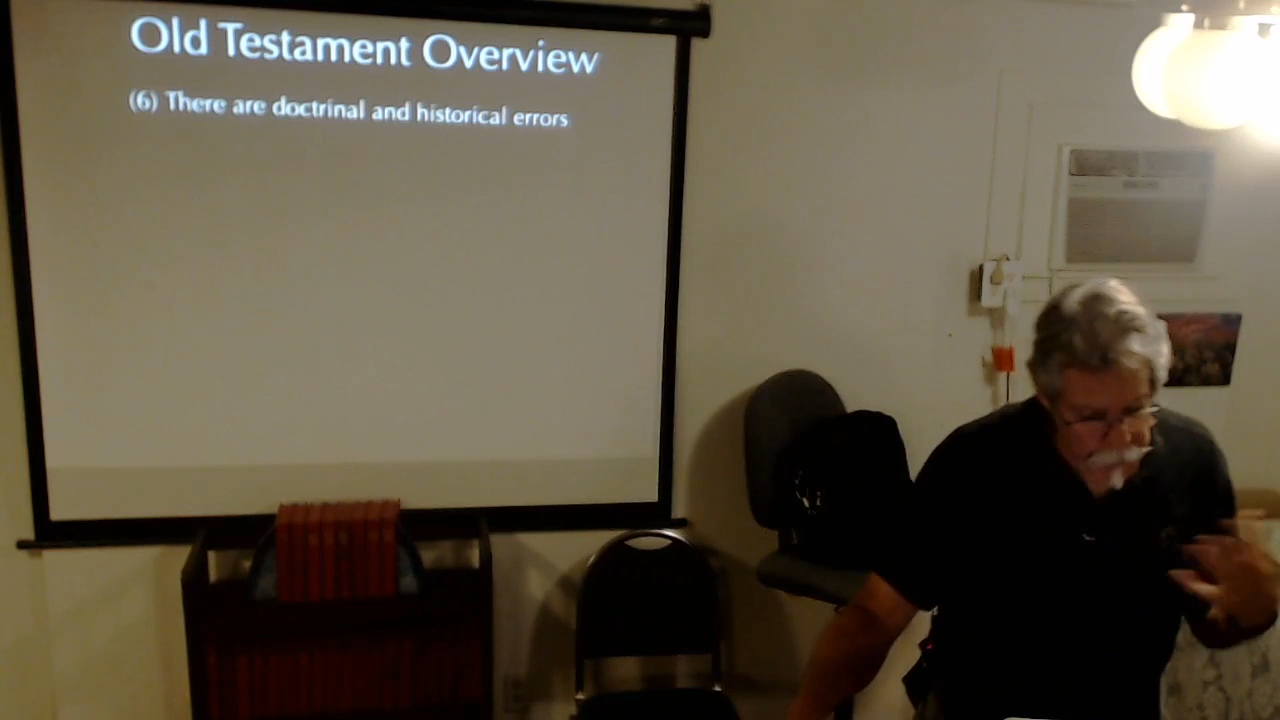 Old Testament Overview
(6) There are doctrinal and historical errors